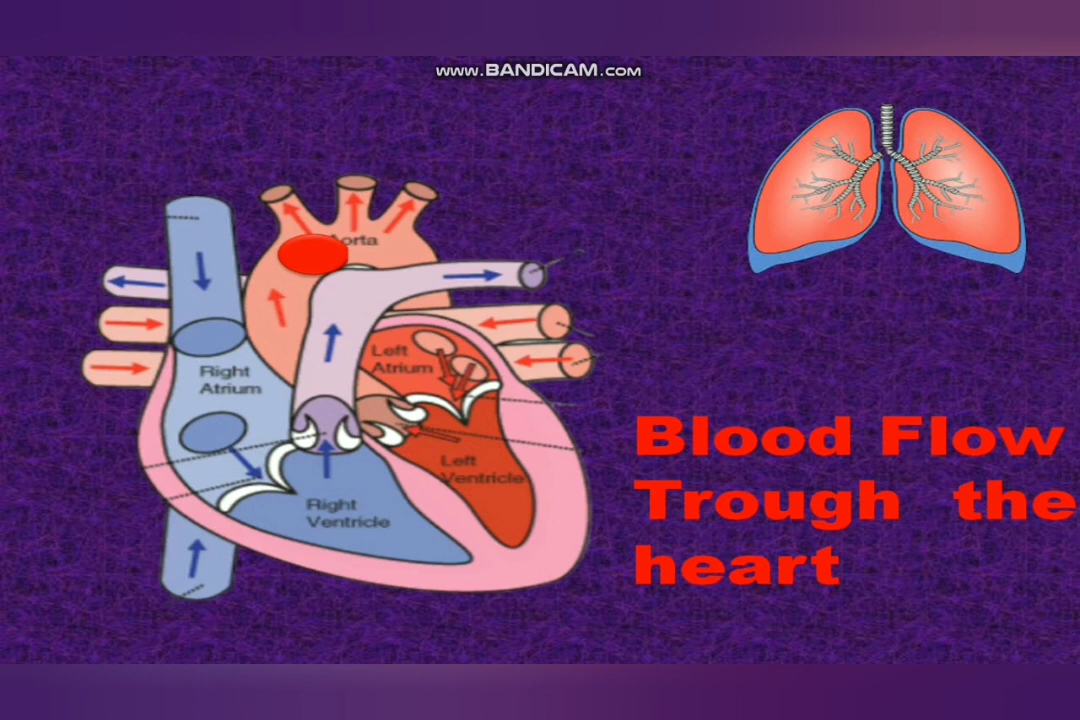 www.BANDICAM.com
Aorta
Left
Atrium
Right
Atrium
Left
Ventricle
Right
Ventricle
Blood Flow
Trough the
heart